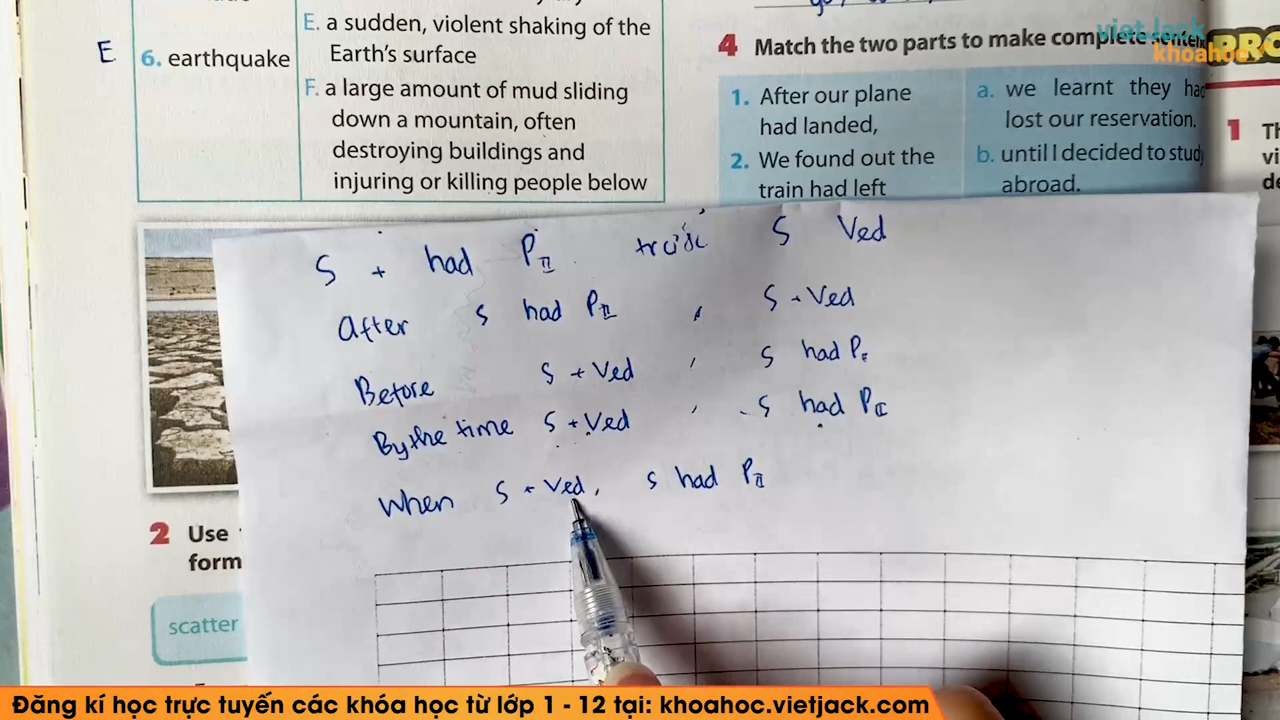 E
6. earthquake
E. a sudden, violent shaking of the
Earth's surface
F. a large amount of mud sliding
down a mountain, often
destroying buildings and
injuring or killing people below
4 Match the two parts to make complete
vietJack
khoahoc
PRO
1. After our plane
had landed,
2. We found out the
train had left
a. we learnt they had
lost our reservation.
b. until I decided to study
abroad.
1
S + had PII trước S Ved
After S had PII , S + Ved
Before S + Ved , S had PI
By the time S + Ved , S had PII
When S + Ved, S had PII
2 Use
form
scatter
Đăng kí học trực tuyến các khóa học từ lớp 1 - 12 tại: khoahoc.vietjack.com